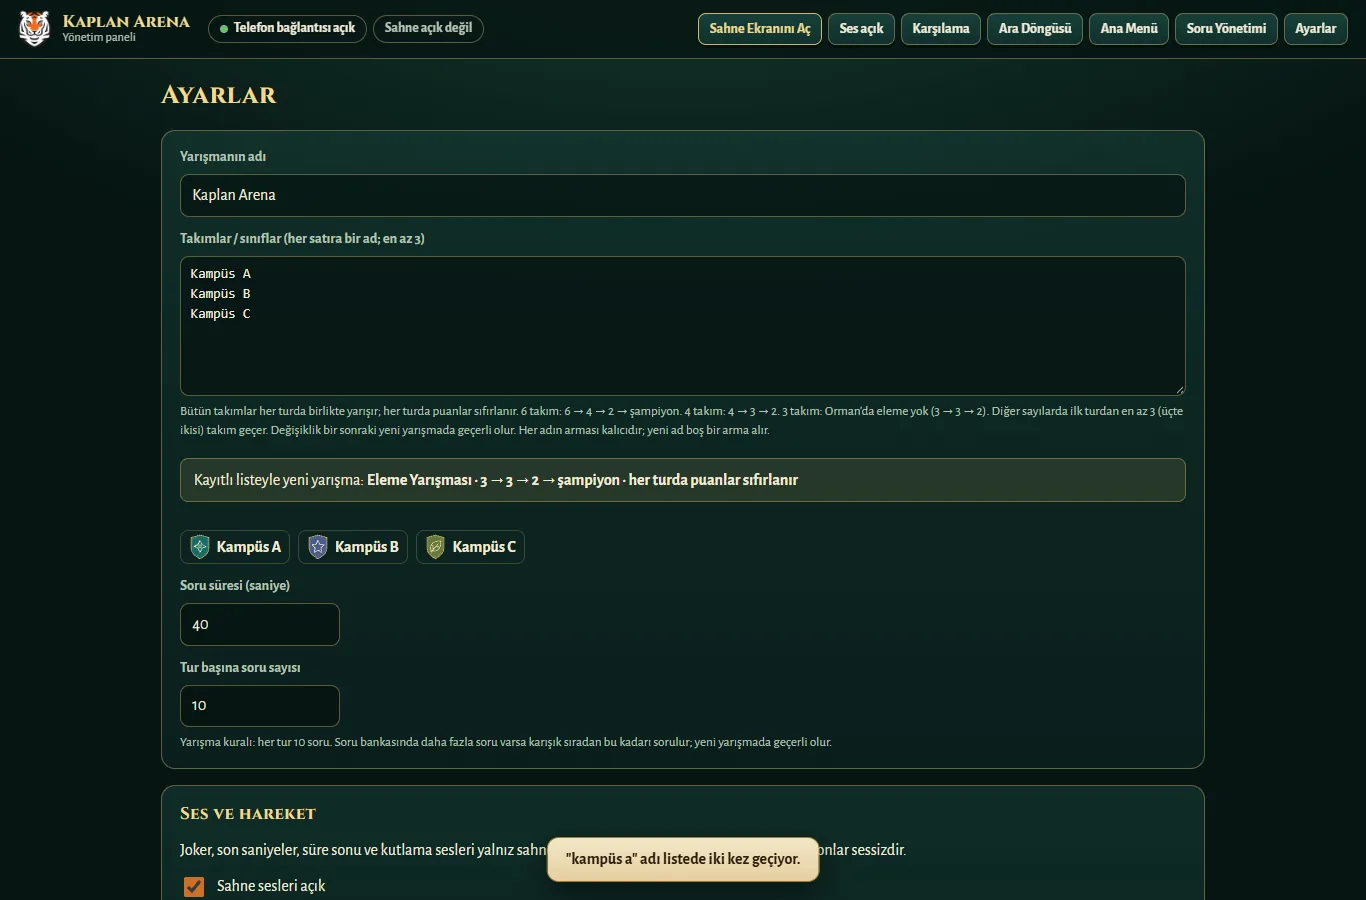 Kaplan Arena
Yönetim paneli
Telefon bağlantısı açık
Sahne açık değil
Sahne Ekranını Aç
Ses açık
Karşılama
Ara Döngüsü
Ana Menü
Soru Yönetimi
Ayarlar
Ayarlar
Yarışmanın adı
Kaplan Arena
Takımlar / sınıflar (her satıra bir ad; en az 3)
Kampüs A
Kampüs B
Kampüs C
Bütün takımlar her turda birlikte yarışır; her turda puanlar sıfırlanır. 6 takım: 6 → 4 → 2 → şampiyon. 4 takım: 4 → 3 → 2. 3 takım: Orman'da eleme yok (3 → 3 → 2). Diğer sayılarda ilk turdan en az 3 (üçte
ikisi) takım geçer. Değişiklik bir sonraki yeni yarışmada geçerli olur. Her adın arması kalıcıdır; yeni ad boş bir arma alır.
Kayıtlı listeyle yeni yarışma: Eleme Yarışması · 3 → 3 → 2 → şampiyon · her turda puanlar sıfırlanır
Kampüs A
Kampüs B
Kampüs C
Soru süresi (saniye)
40
Tur başına soru sayısı
10
Yarışma kuralı: her tur 10 soru. Soru bankasında daha fazla soru varsa karışık sıradan bu kadarı sorulur; yeni yarışmada geçerli olur.
Ses ve hareket
Joker, son saniyeler, süre sonu ve kutlama sesleri yalnız sahn
onlar sessizdir.
"kampüs a" adı listede iki kez geçiyor.
Sahne sesleri açık